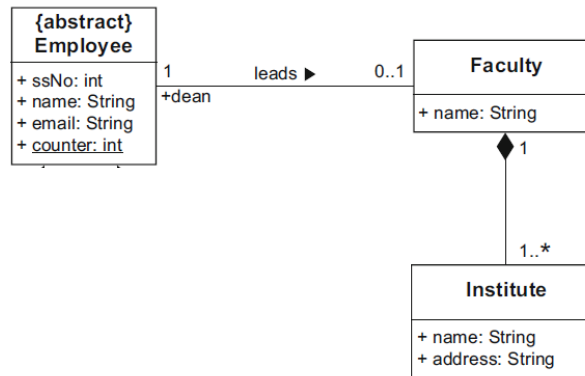 {abstract}
Employee
+ ssNo: int
+ name: String
+ email: String
+ counter: int
1
leads ▶
0..1
+dean
Faculty
+ name: String
1
1..*
Institute
+ name: String
+ address: String